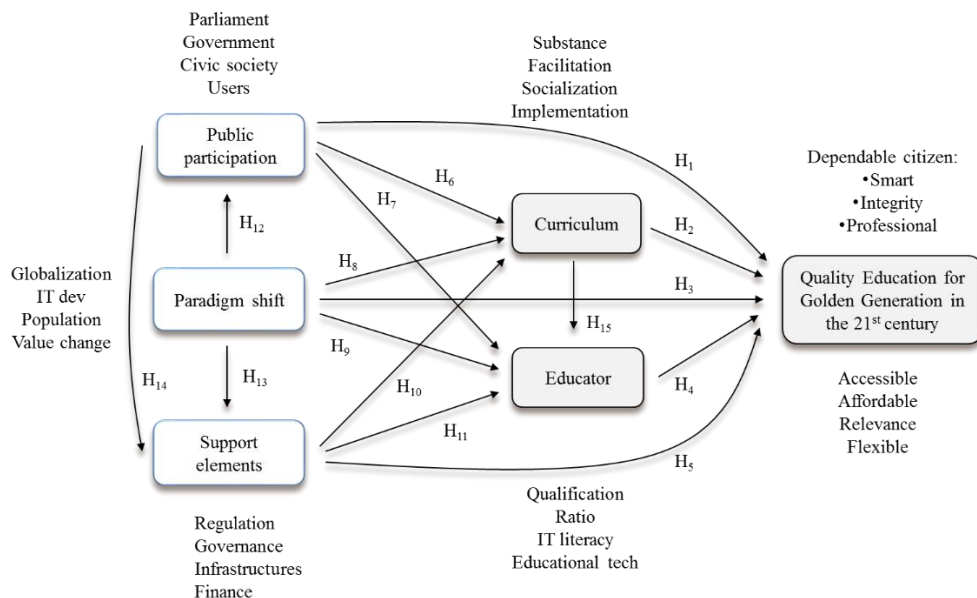 Parliament
Government
Civic society
Users
Substance
Facilitation
Socialization
Implementation
Public
participation
H1
H6
H7
Dependable citizen:
•Smart
•Integrity
•Professional
H12
Curriculum
H2
Globalization
IT dev
Population
Value change
Paradigm shift
H8
H3
Quality Education for
Golden Generation in
the 21st century
H15
H9
H14
H13
H10
Educator
H4
Accessible
Affordable
Relevance
Flexible
H11
Support
elements
H5
Regulation
Governance
Infrastructures
Finance
Qualification
Ratio
IT literacy
Educational tech